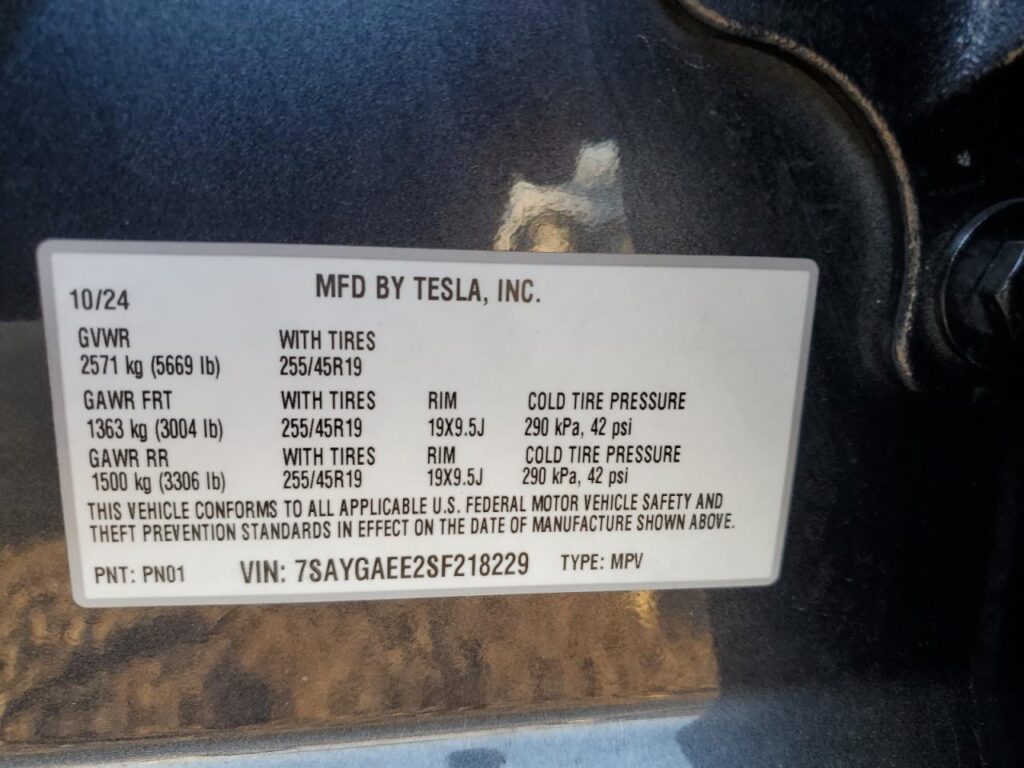 MFD BY TESLA, INC.
10/24
GVWR WITH TIRES
2571 kg (5669 lb) 255/45R19
GAWR FRT WITH TIRES RIM COLD TIRE PRESSURE
1363 kg (3004 lb) 255/45R19 19X9.5J 290 kPa, 42 psi
GAWR RR WITH TIRES RIM COLD TIRE PRESSURE
1500 kg (3306 lb) 255/45R19 19X9.5J 290 kPa, 42 psi
THIS VEHICLE CONFORMS TO ALL APPLICABLE U.S. FEDERAL MOTOR VEHICLE SAFETY AND
THEFT PREVENTION STANDARDS IN EFFECT ON THE DATE OF MANUFACTURE SHOWN ABOVE.
PNT: PN01 VIN: 7SAYGAEE2SF218229 TYPE: MPV